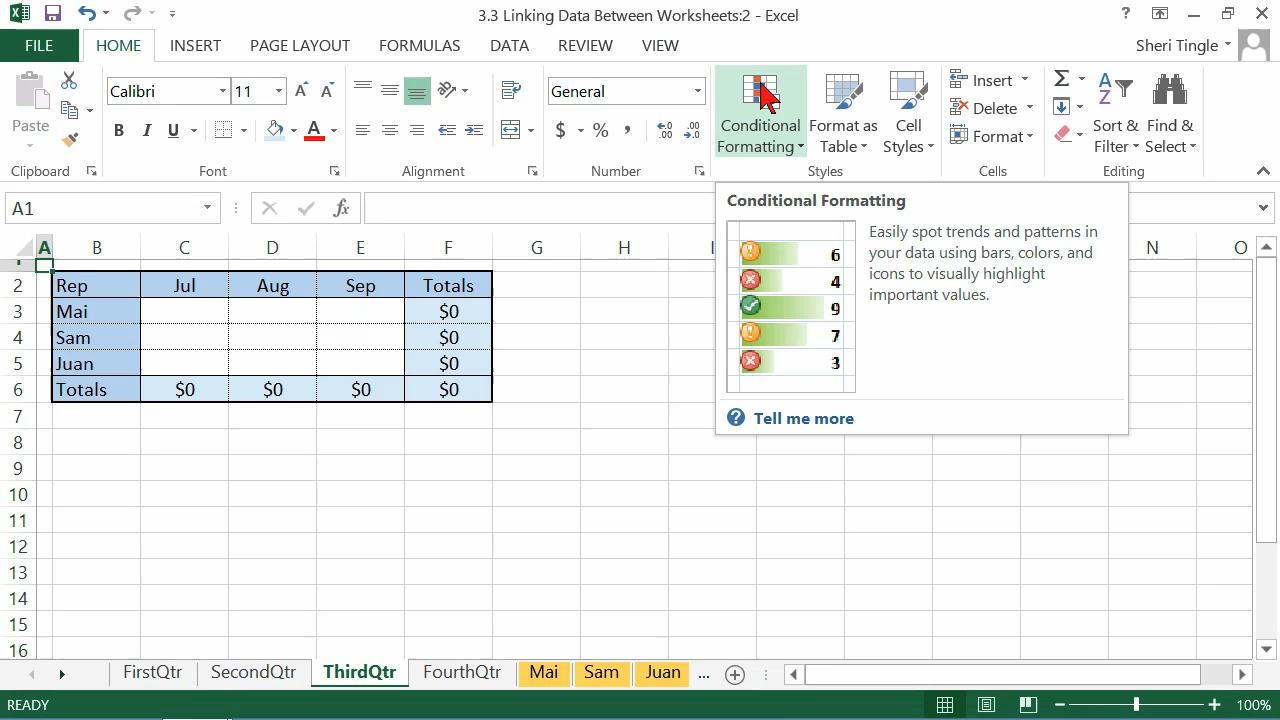 3.3 Linking Data Between Worksheets:2 - Excel
?
FILE HOME INSERT PAGE LAYOUT FORMULAS DATA REVIEW VIEW Sheri Tingle
Paste
Calibri 11
General
B I U A
$ % ,
Conditional Formatting
Format as Table
Cell Styles
Insert
Delete
Format
Sort & Filter
Find & Select
Clipboard Font Alignment Number Styles Cells Editing
A1 fx
Conditional Formatting
Easily spot trends and patterns in
your data using bars, colors, and
icons to visually highlight
important values.
6
4
9
7
3
Tell me more
A B C D E F G H I N O
1
2 Rep Jul Aug Sep Totals
3 Mai $0
4 Sam $0
5 Juan $0
6 Totals $0 $0 $0 $0
7
8
9
10
11
12
13
14
15
16
FirstQtr SecondQtr ThirdQtr FourthQtr Mai Sam Juan ...
READY 100%